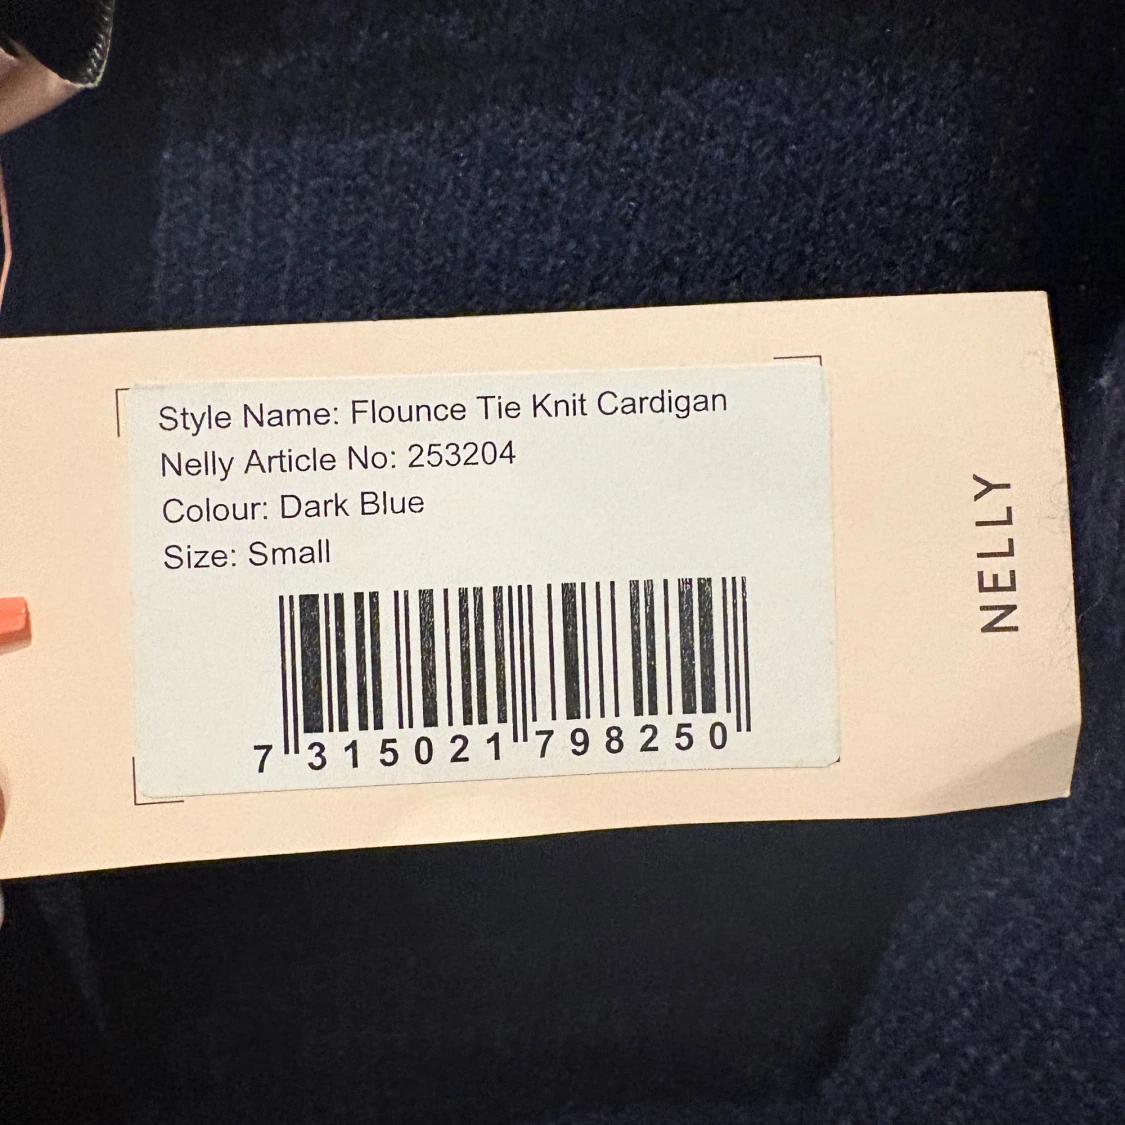 Style Name: Flounce Tie Knit Cardigan
Nelly Article No: 253204
Colour: Dark Blue
Size: Small
7 315021 798250
NELLY